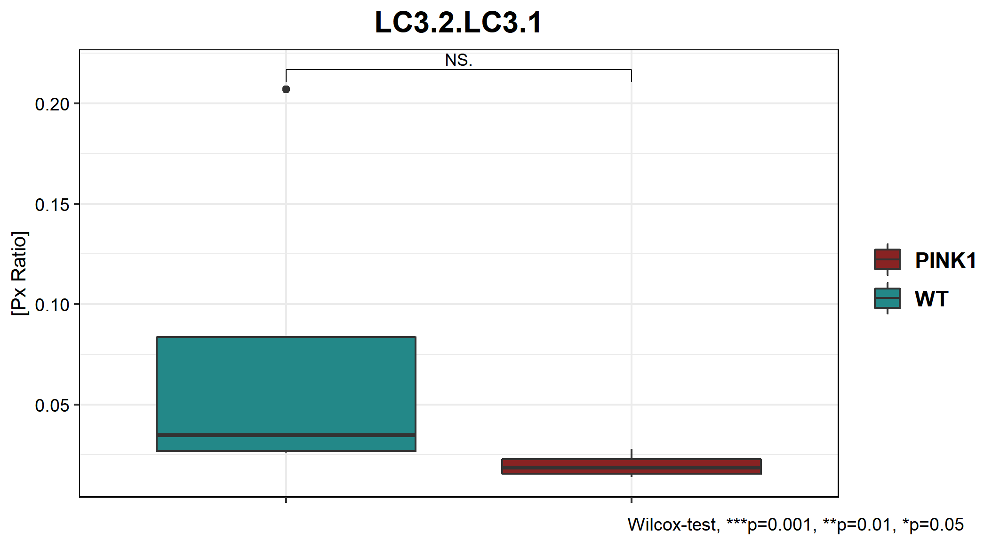 LC3.2.LC3.1
NS.
0.20
0.15
0.10
0.05
[Px Ratio]
PINK1
WT
Wilcox-test, ***p=0.001, **p=0.01, *p=0.05